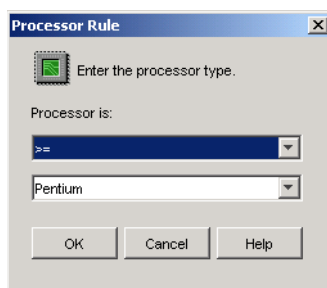 Processor Rule
Enter the processor type.
Processor is:
>=
Pentium
OK Cancel Help